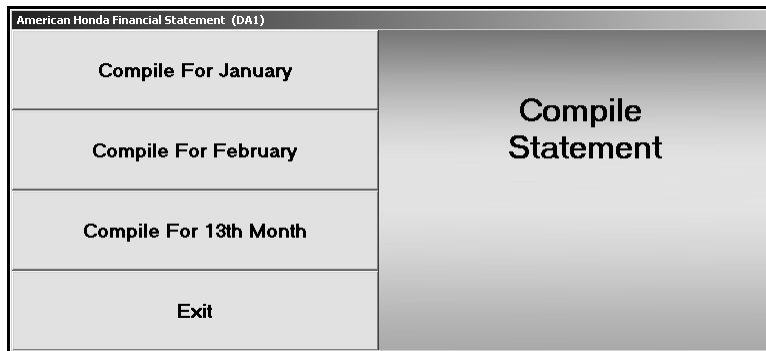 American Honda Financial Statement (DA1)
Compile For January
Compile For February
Compile For 13th Month
Exit
Compile
Statement